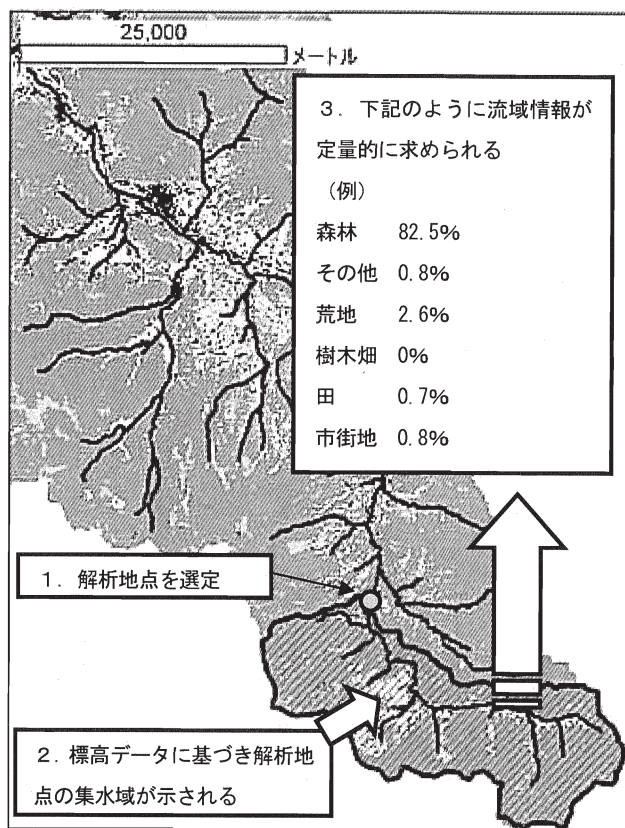 25,000
メートル
3．下記のように流域情報が
定量的に求められる
（例）
森林 82.5%
その他 0.8%
荒地 2.6%
樹木畑 0%
田 0.7%
市街地 0.8%
1．解析地点を選定
2．標高データに基づき解析地
点の集水域が示される